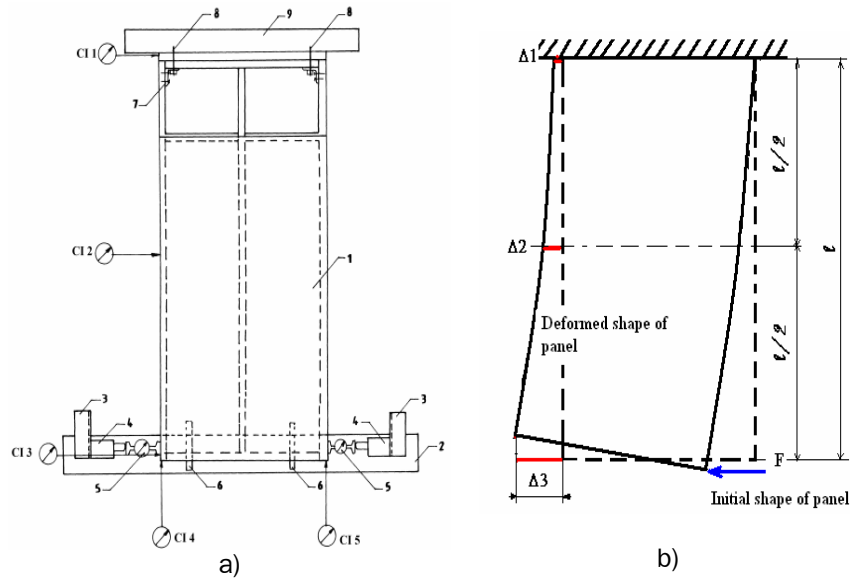 8 9 8
CI 1
7
CI 2
1
3 3
4 4
2
CI 3
5 6 6 5
CI 4 CI 5
a)
Δ1
l/2
Δ2
l
Deformed shape of
panel
l/2
F
Δ3
Initial shape of panel
b)